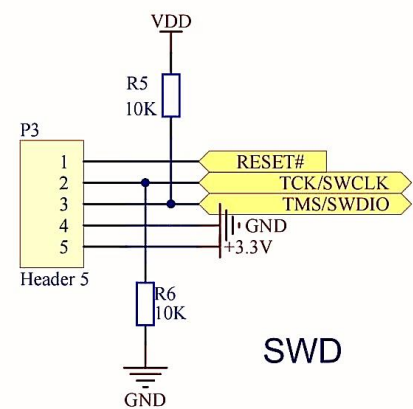 VDD
R5
10K
P3
1 RESET#
2 TCK/SWCLK
3 TMS/SWDIO
4 GND
5 +3.3V
Header 5
R6
10K
SWD
GND